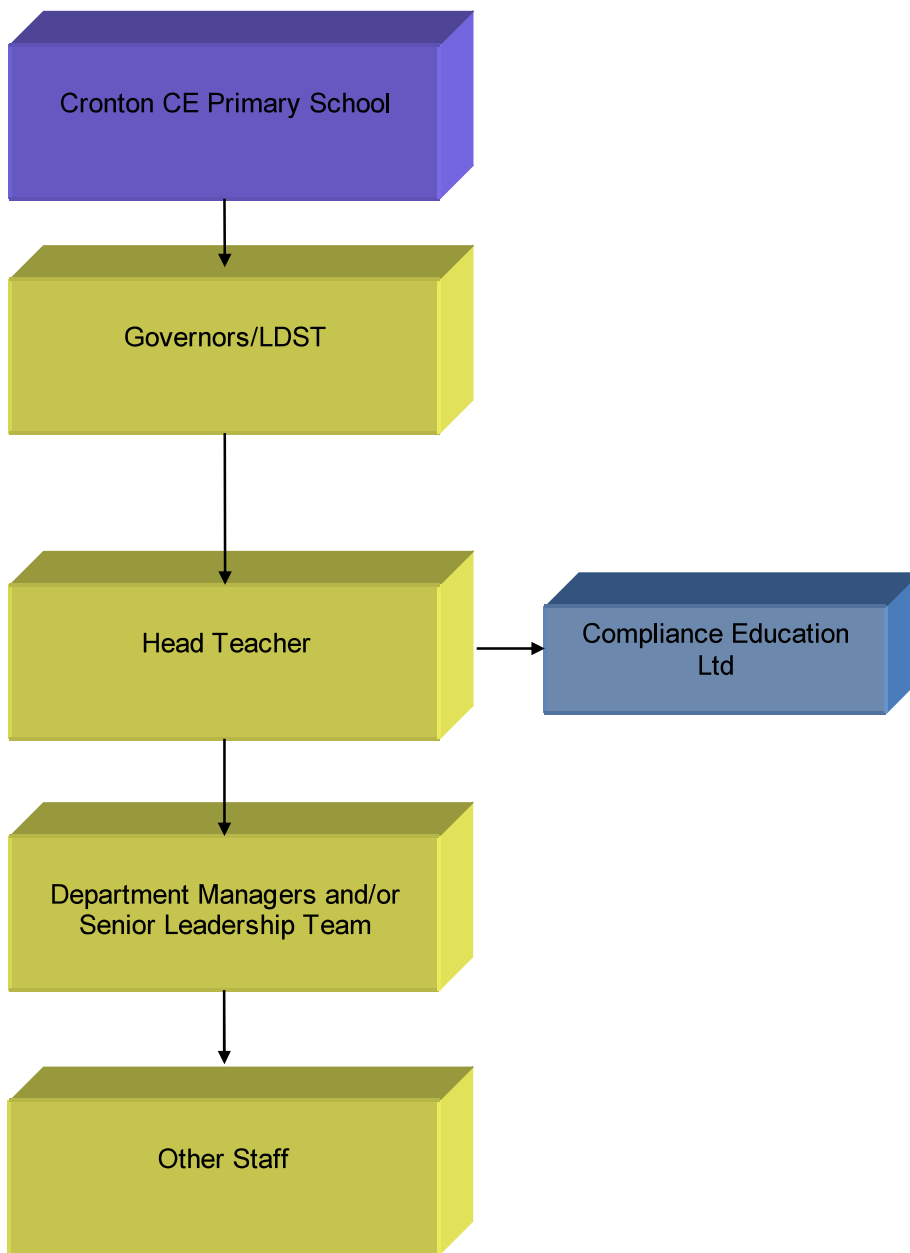 Cronton CE Primary School
Governors/LDST
Head Teacher
Compliance Education
Ltd
Department Managers and/or
Senior Leadership Team
Other Staff